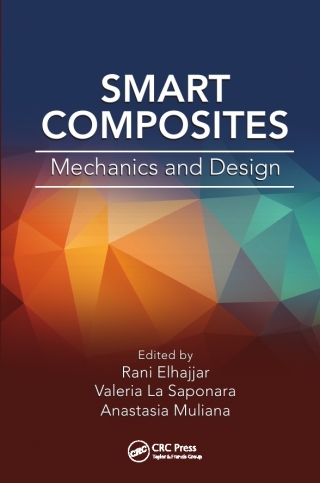 SMART
COMPOSITES
Mechanics and Design
Edited by
Rani Elhajjar
Valeria La Saponara
Anastasia Muliana
CRC CRC Press
Taylor & Francis Group